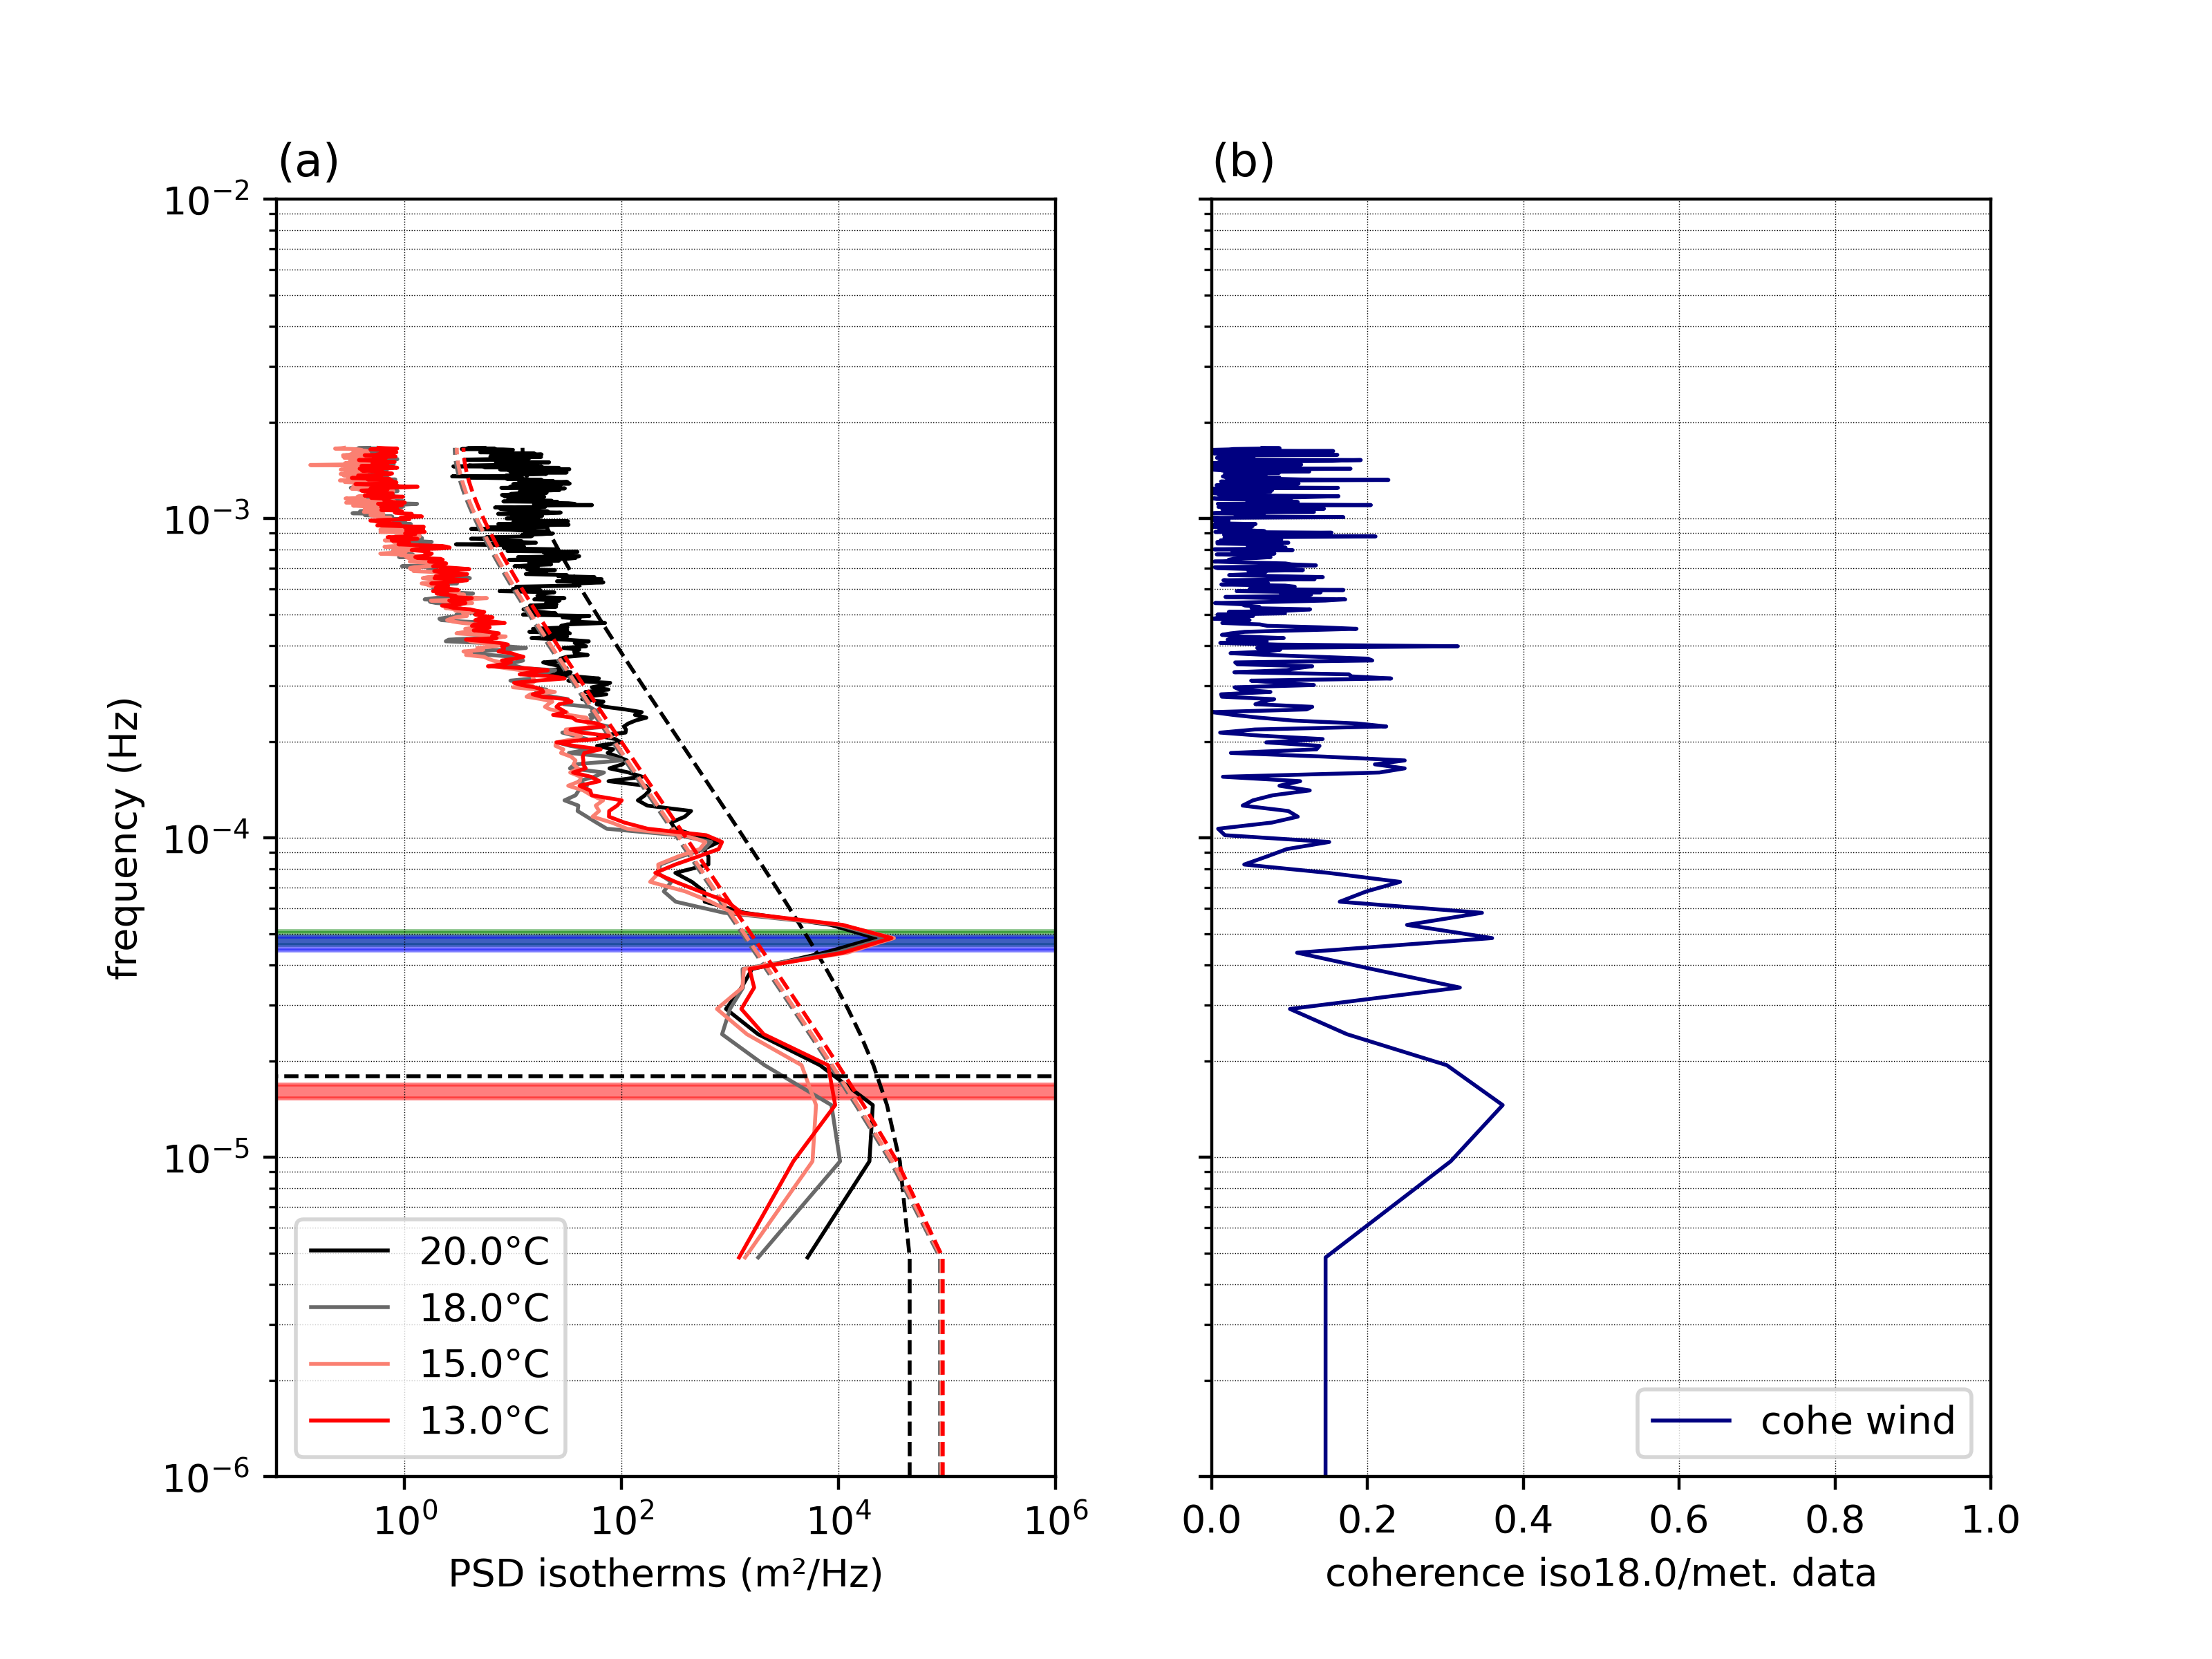 (a)
(b)
10⁻²
10⁻³
10⁻⁴
10⁻⁵
10⁻⁶
frequency (Hz)
20.0°C
18.0°C
15.0°C
13.0°C
cohe wind
10⁰ 10² 10⁴ 10⁶
0.0 0.2 0.4 0.6 0.8 1.0
PSD isotherms (m²/Hz)
coherence iso18.0/met. data